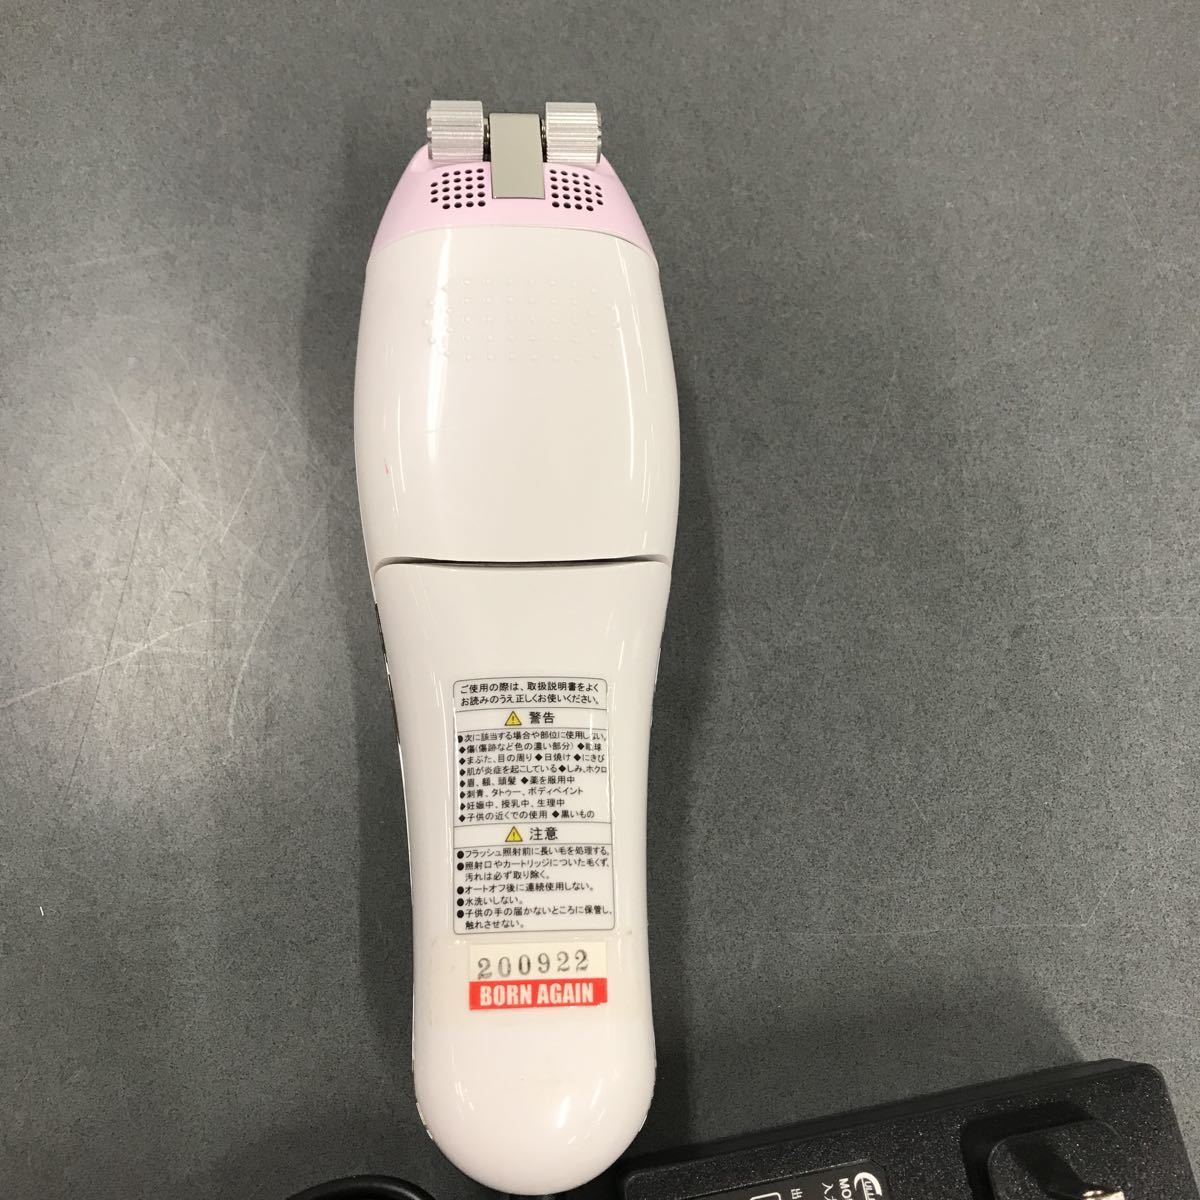 ご使用の際は、取扱説明書をよく
お読みのうえ正しくお使いください。
警告
●次に該当する場合や部位に使用しない。
◆傷(傷跡など色の濃い部分) ◆眼球
◆まぶた、目の周り ◆日焼け ◆にきび
◆肌が炎症を起こしている ◆しみ、ホクロ
◆眉、額、頭髪 ◆薬を服用中
◆刺青、タトゥー、ボディペイント
◆妊娠中、授乳中、生理中
◆子供の近くでの使用 ◆黒いもの
注意
●フラッシュ照射前に長い毛を処理する。
●照射口やカートリッジについた毛くず、
汚れは必ず取り除く。
●オートオフ後に連続使用しない。
●水洗いしない。
●子供の手の届かないところに保管し、
触れさせない。
200922
BORN AGAIN
MO
入
出